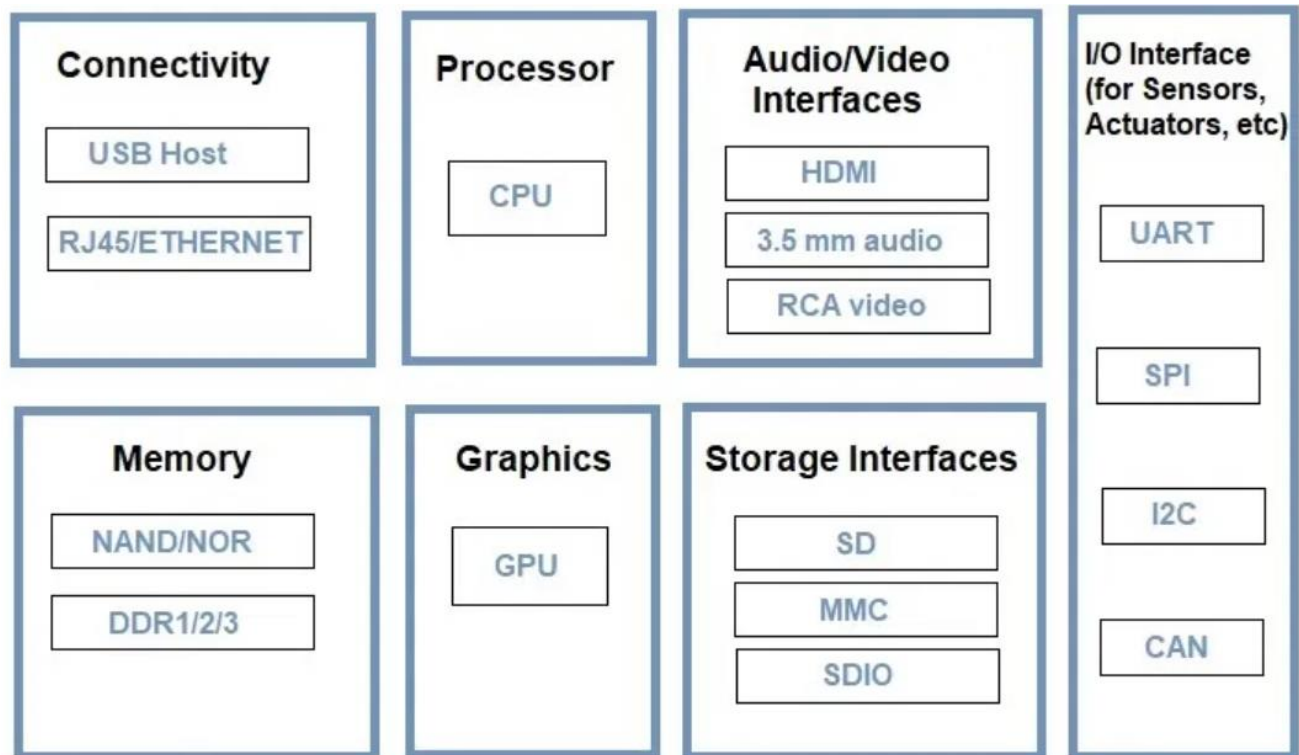 Connectivity
USB Host
RJ45/ETHERNET
Processor
CPU
Audio/Video
Interfaces
HDMI
3.5 mm audio
RCA video
I/O Interface
(for Sensors,
Actuators, etc)
UART
SPI
I2C
CAN
Memory
NAND/NOR
DDR1/2/3
Graphics
GPU
Storage Interfaces
SD
MMC
SDIO